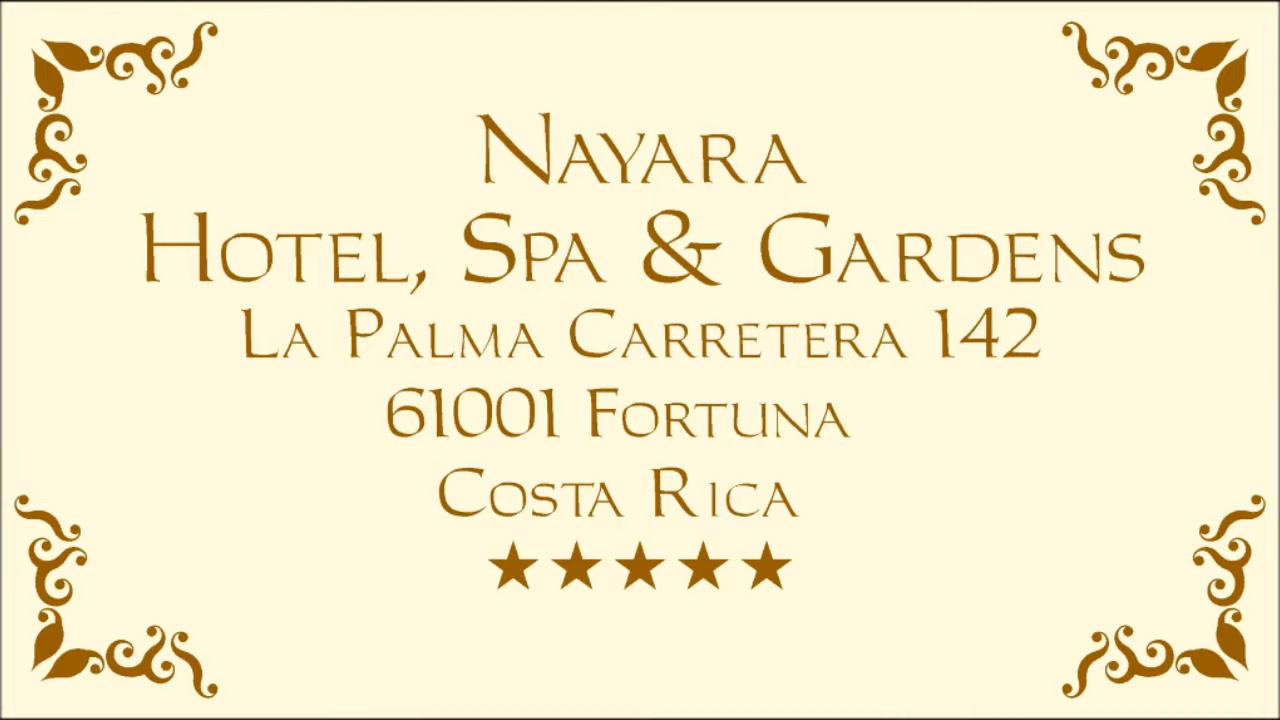 Nayara
Hotel, Spa & Gardens
La Palma Carretera 142
61001 Fortuna
Costa Rica
★★★★★